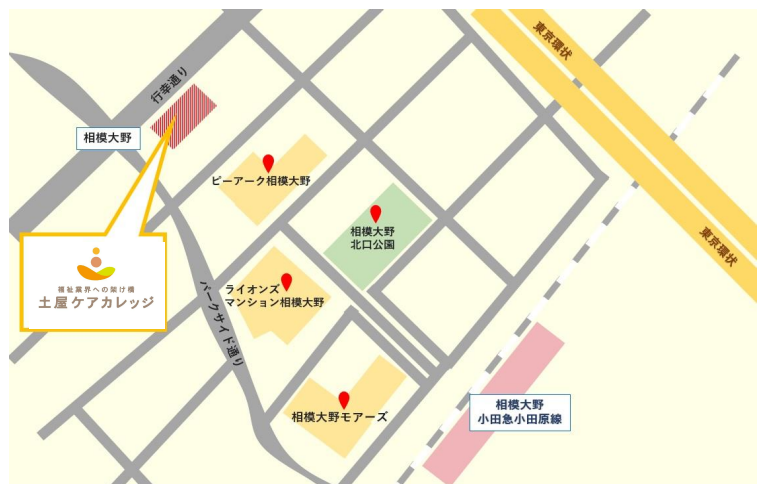 東京環状
行幸通り
相模大野
ピーアーク相模大野
相模大野
北口公園
東京環状
福祉業界への架け橋
土屋ケアカレッジ
ライオンズ
マンション相模大野
パークサイド通り
相模大野モアーズ
相模大野
小田急小田原線